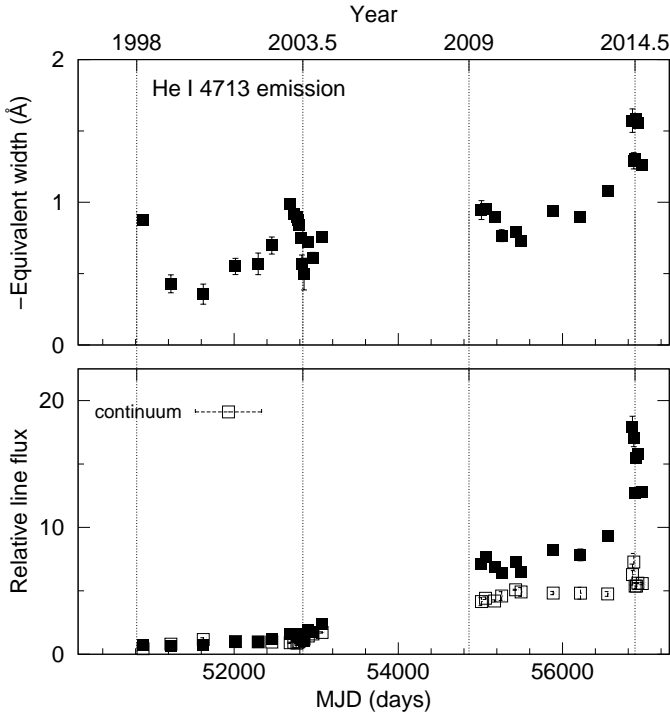 Year
1998 2003.5 2009 2014.5
2
He I 4713 emission
1
0
−Equivalent width (Å)
20
continuum
10
0
Relative line flux
52000 54000 56000
MJD (days)